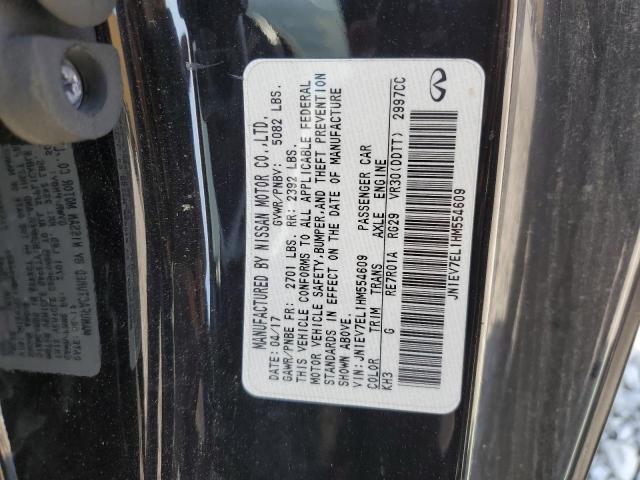 MANUFACTURED BY NISSAN MOTOR CO.,LTD.
DATE: 04/17 GVWR/PNBV: 5082 LBS.
GAWR/PNBE FR: 2701 LBS. RR: 2392 LBS.
THIS VEHICLE CONFORMS TO ALL APPLICABLE FEDERAL
MOTOR VEHICLE SAFETY,BUMPER,AND THEFT PREVENTION
STANDARDS IN EFFECT ON THE DATE OF MANUFACTURE
SHOWN ABOVE.
VIN: JN1EV7EL1HM554609 PASSENGER CAR
COLOR TRIM TRANS AXLE ENGINE
KH3 G RE7R01A RG29 VR30(DDTT) 2997CC
JN1EV7EL1HM554609